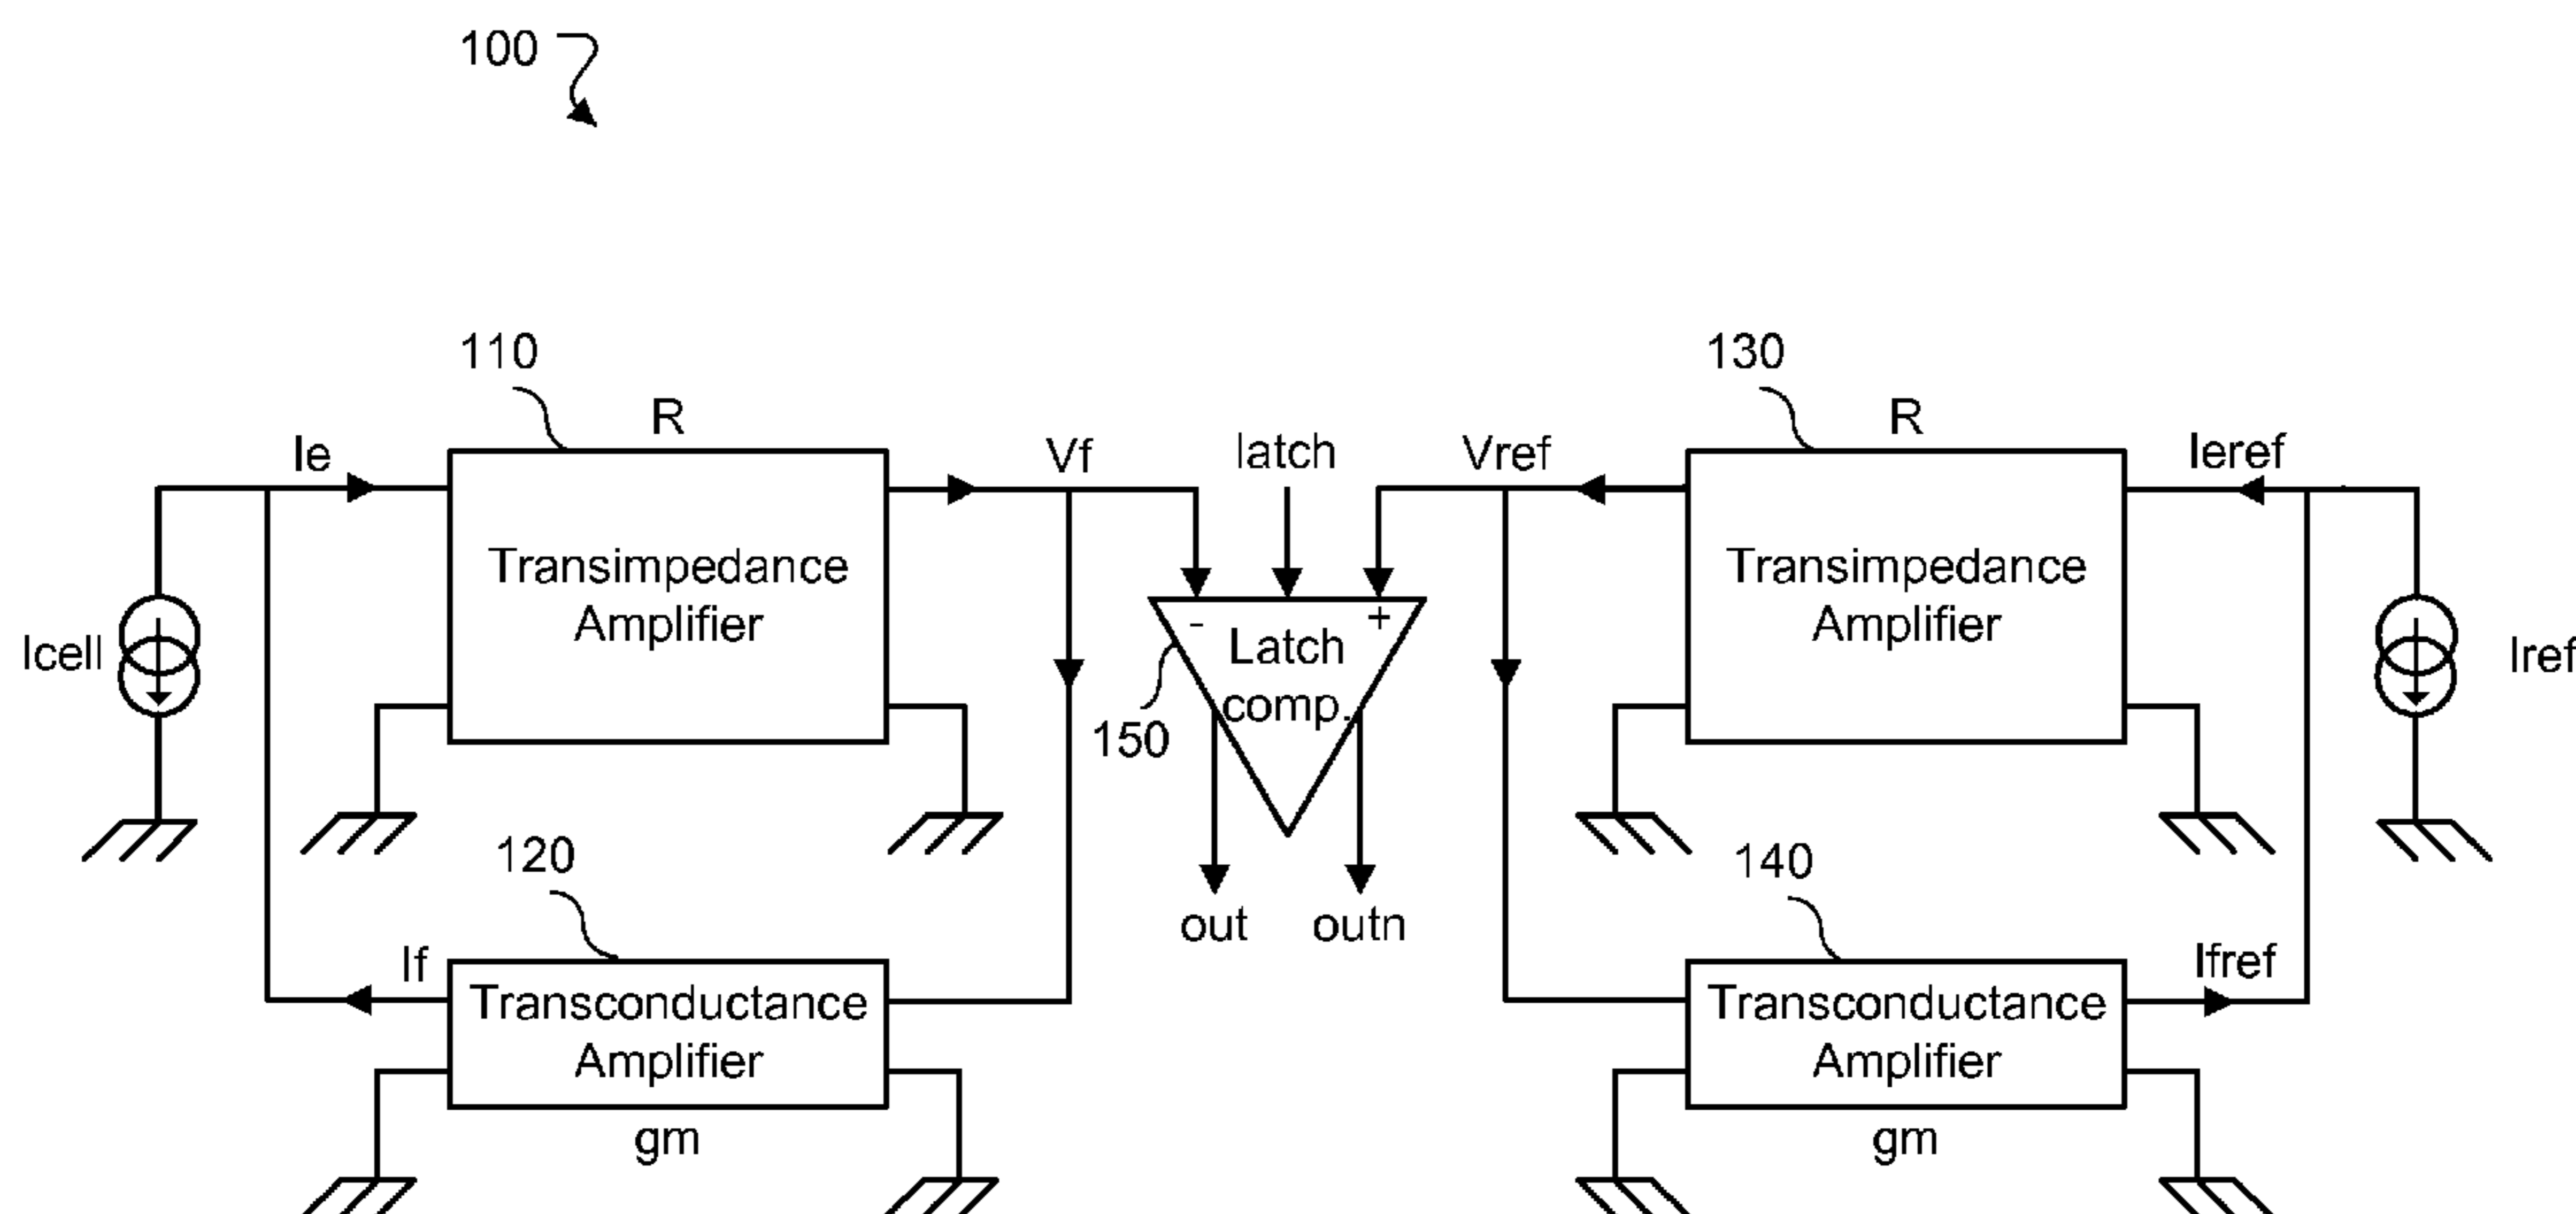 100
110
R
130
R
Ie
Vf
latch
Vref
Ieref
Transimpedance
Amplifier
Transimpedance
Amplifier
- +
Latch
comp.
Icell
Iref
150
120
140
out
outn
If
Ifref
Transconductance
Amplifier
Transconductance
Amplifier
gm
gm